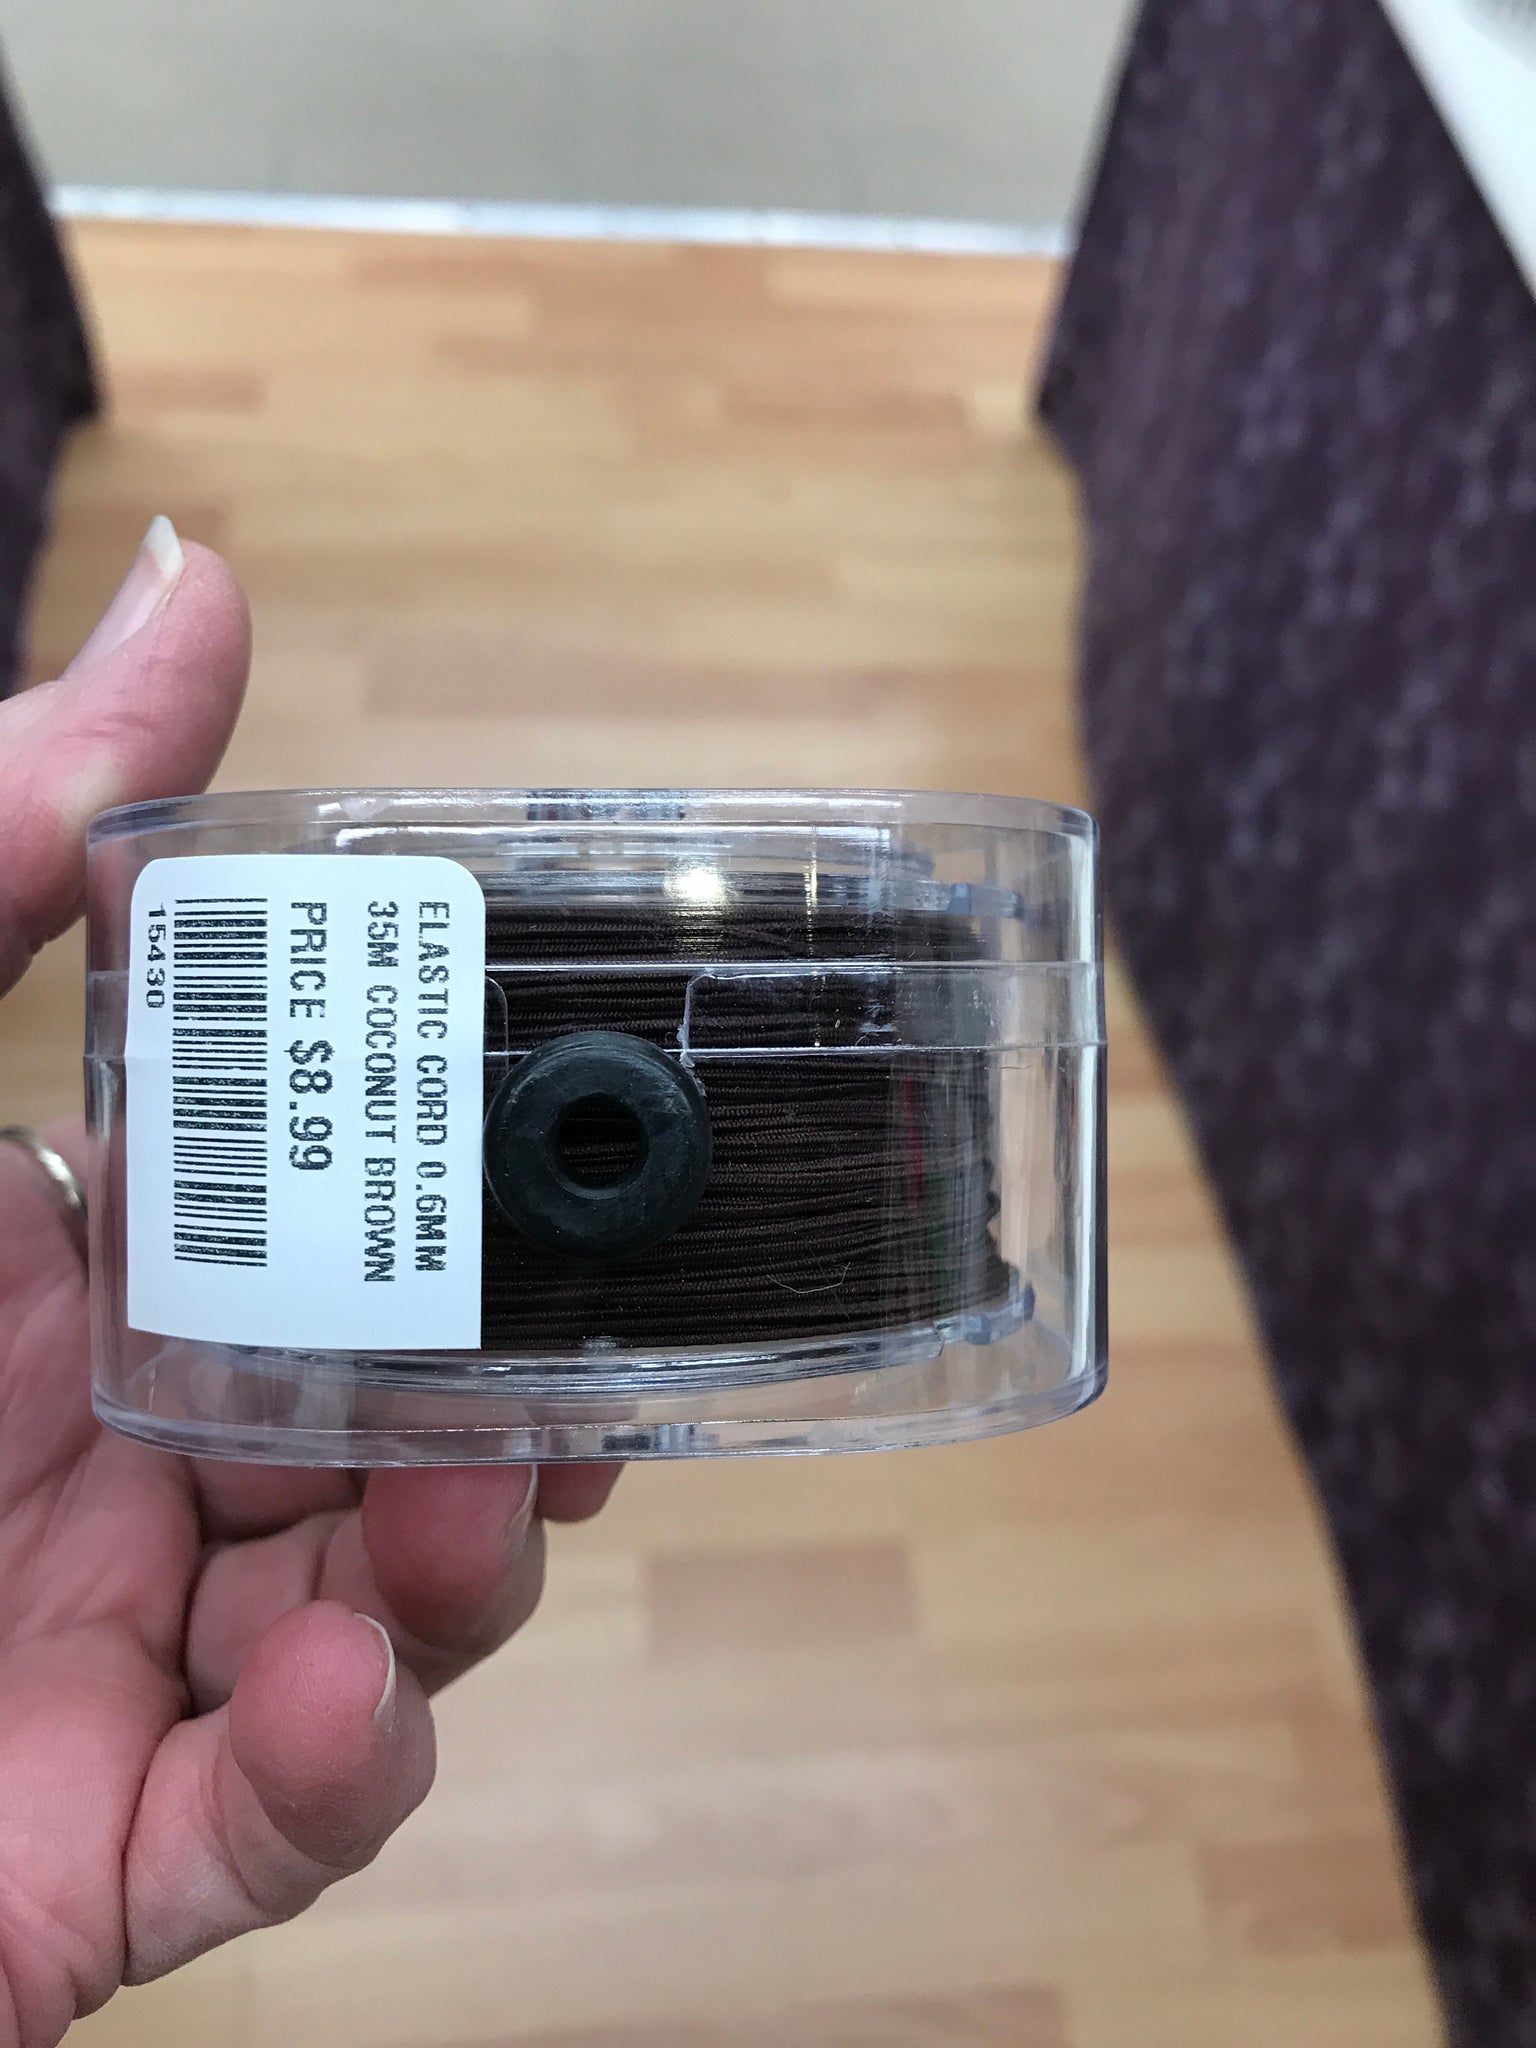 ELASTIC CORD 0.6MM
35M COCONUT BROWN
PRICE $8.99
15430